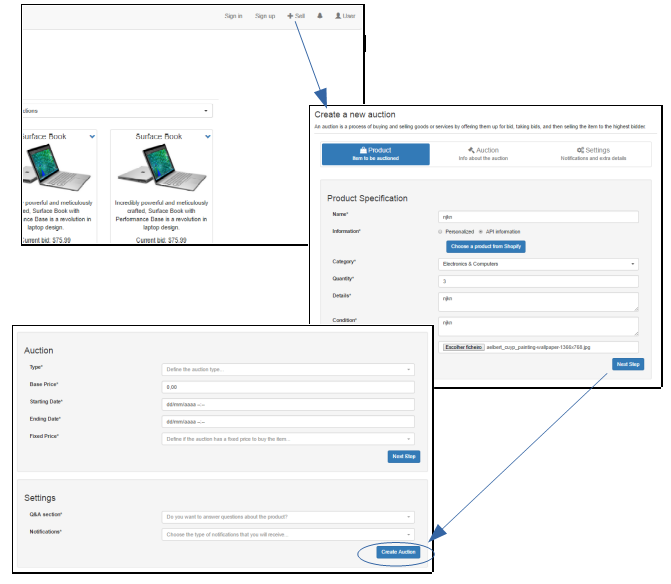 Sign in Sign up Sell User
ctions
Surface Book
Surface Book
powerful and meticulously
ed, Surface Book with
nce Base is a revolution in
laptop design.
Current bid: $75.99
Incredibly powerful and meticulously
crafted, Surface Book with
Performance Base is a revolution in
laptop design.
Current bid: $75.99
Create a new auction
An auction is a process of buying and selling goods or services by offering them up for bid, taking bids, and then selling the item to the highest bidder.
Product
Item to be auctioned
Auction
Info about the auction
Settings
Notifications and extra details
Product Specification
Name* njkn
Information* Personalized API information
Choose a product from Shopify
Category* Electronics & Computers
Quantity* 3
Details* njkn
Condition* njkn
Escolher ficheiro aelbert_cuyp_painting-wallpaper-1366x768.jpg
Next Step
Auction
Type* Define the auction type...
Base Price* 0,00
Starting Date* dd/mm/aaaa --:--
Ending Date* dd/mm/aaaa --:--
Fixed Price* Define if the auction has a fixed price to buy the item...
Next Step
Settings
Q&A section* Do you want to answer questions about the product?
Notifications* Choose the type of notifications that you will receive...
Create Auction